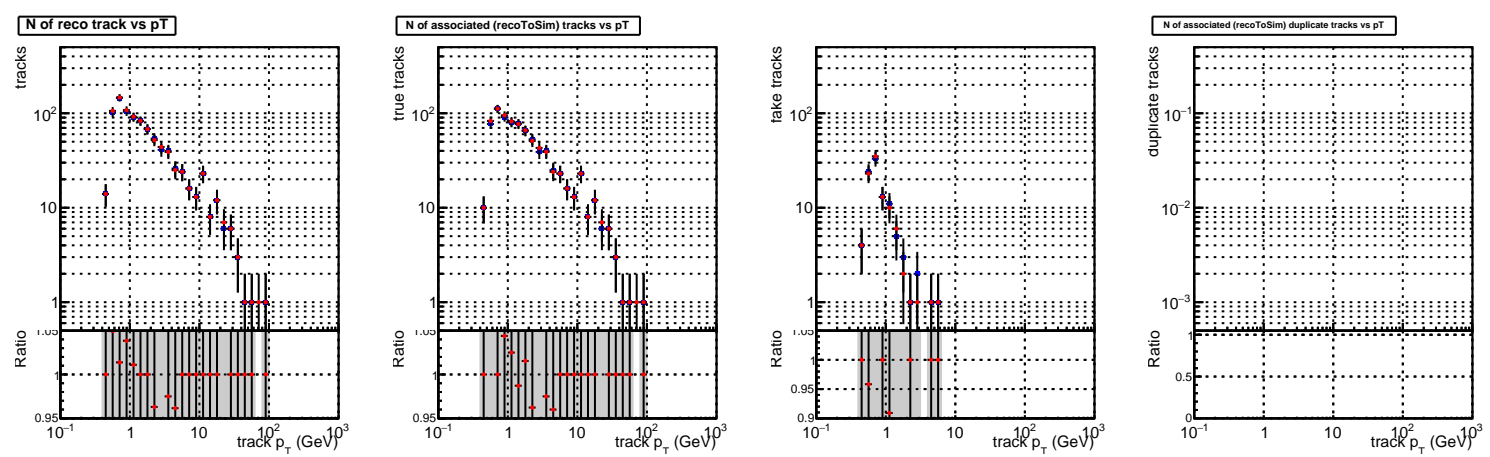 N of reco track vs pT
tracks
10²
10
1
Ratio
1.05
1
0.95
10⁻¹ 1 10 10² 10³
track p_T (GeV)
N of associated (recoToSim) tracks vs pT
true tracks
10²
10
1
Ratio
1.05
1
0.95
10⁻¹ 1 10 10² 10³
track p_T (GeV)
fake tracks
10²
10
1
Ratio
1.05
1
0.95
0.9
10⁻¹ 1 10 10² 10³
track p_T (GeV)
N of associated (recoToSim) duplicate tracks vs pT
duplicate tracks
10⁻¹
10⁻²
10⁻³
Ratio
1
0.5
0
10⁻¹ 1 10 10² 10³
track p_T (GeV)